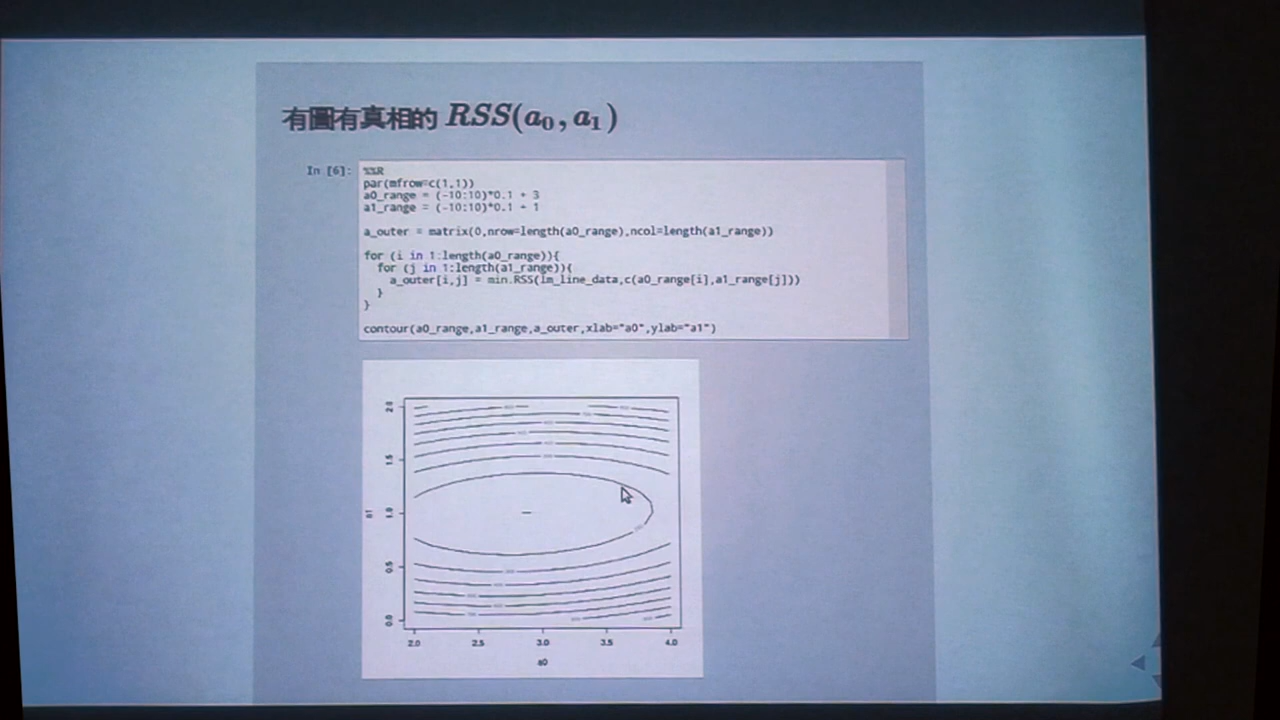 有圖有真相的 RSS(a₀, a₁)
In [6]:
%%R
par(mfrow=c(1,1))
a0_range = (-10:10)*0.1 + 3
a1_range = (-10:10)*0.1 + 1
a_outer = matrix(0,nrow=length(a0_range),ncol=length(a1_range))
for (i in 1:length(a0_range)){
for (j in 1:length(a1_range)){
a_outer[i,j] = min.RSS(lm_line_data,c(a0_range[i],a1_range[j]))
}
}
contour(a0_range,a1_range,a_outer,xlab="a0",ylab="a1")
2.0
1.5
1.0
0.5
0.0
a1
2.0 2.5 3.0 3.5 4.0
a0